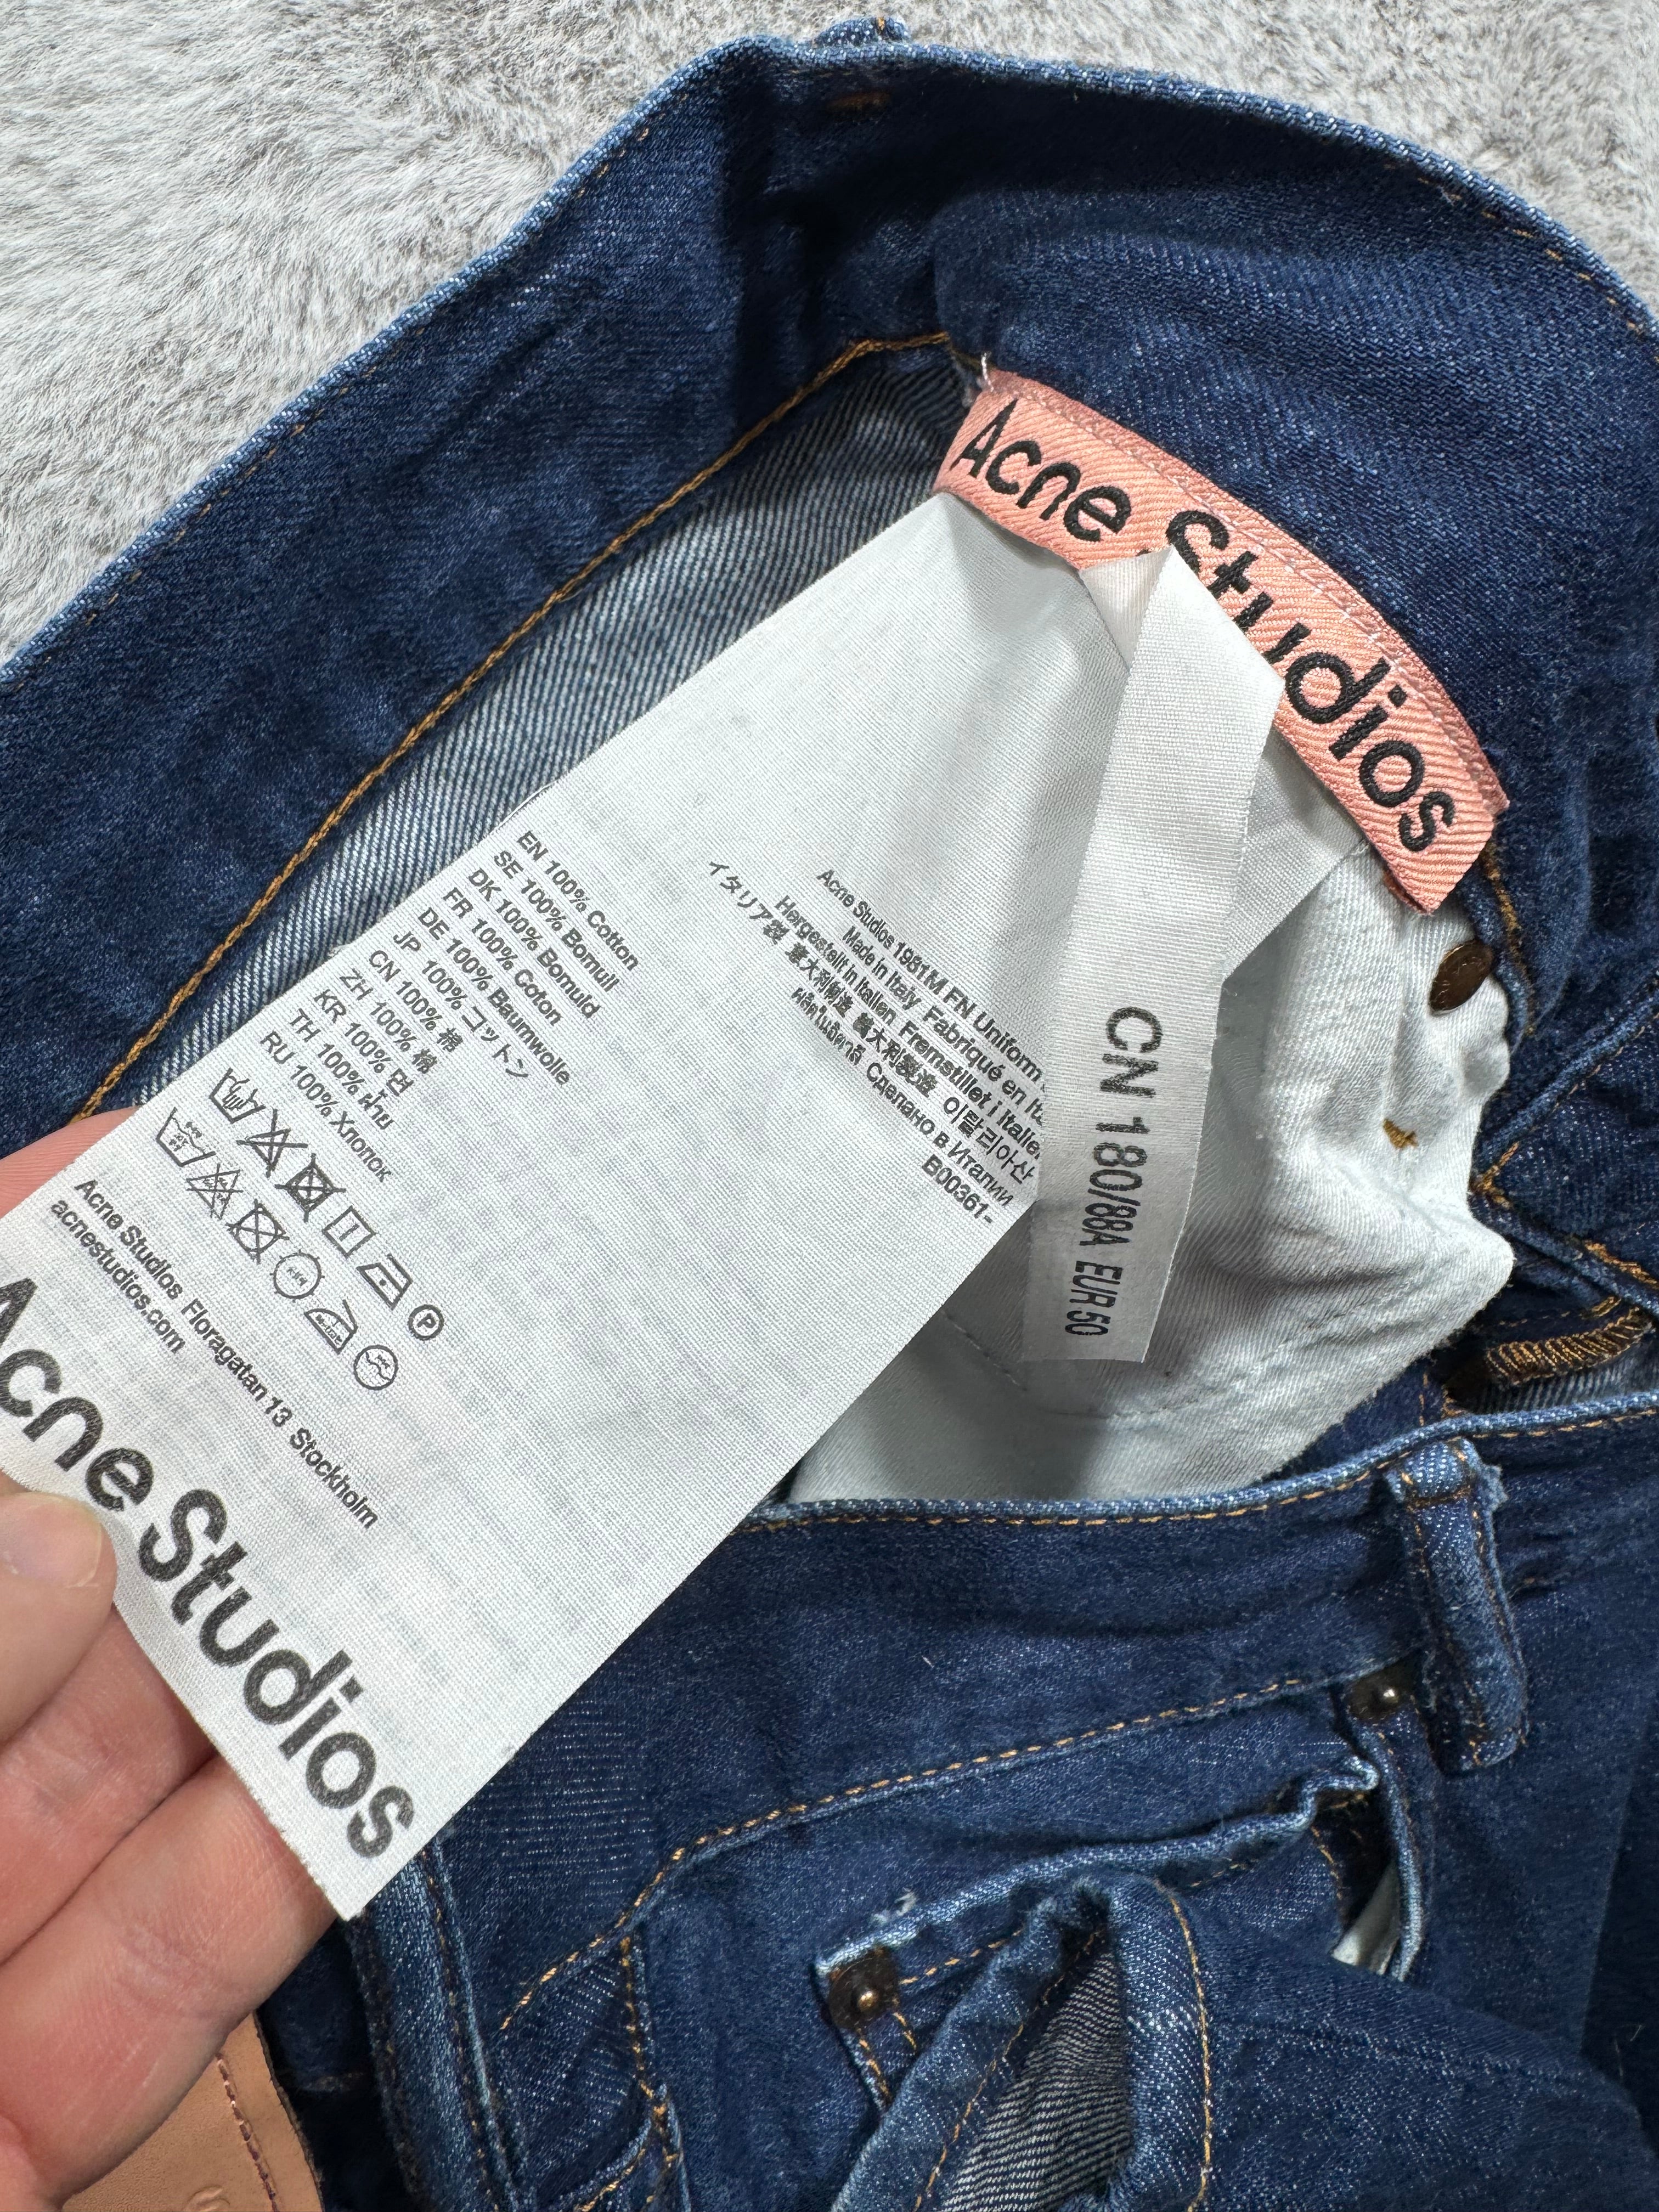 Acne Studios
Acne Studios 1981M FN Uniform
Made in Italy Fabriqué en
Hergestellt in Italien Fremstillet i
イタリア製 意大利制造 義大利製造 이탈리아산
ผลิตในอิตาลี Сделано в Италии
B00361-
CN 180/88A EUR 50
EN 100% Cotton
SE 100% Bomull
DK 100% Bomuld
FR 100% Coton
DE 100% Baumwolle
JP 100% コットン
CN 100% 棉
ZH 100% 棉
KR 100% 면
TH 100% ฝ้าย
RU 100% Хлопок
P
Acne Studios Floragatan 13 Stockholm
acnestudios.com
Acne Studios